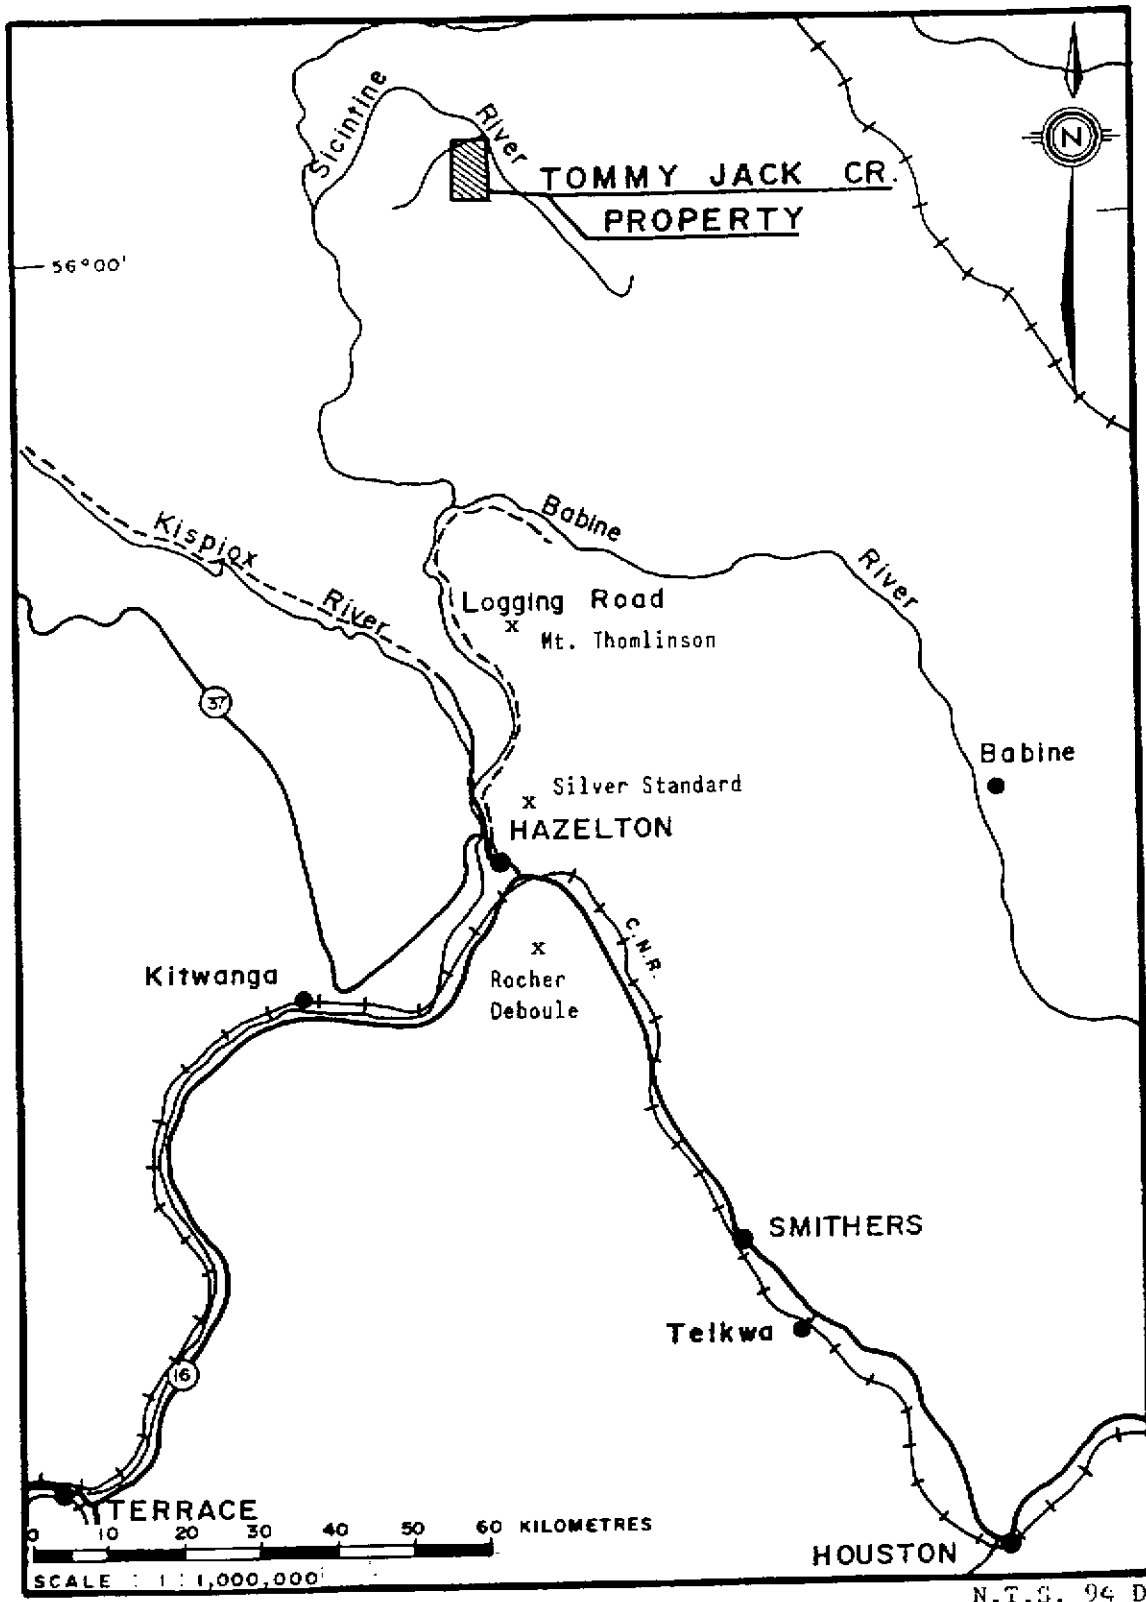 Sicintine
River
N
TOMMY JACK CR.
PROPERTY
56°00'
Babine
Kispiox
River
River
Logging Road
x
Mt. Thomlinson
37
Babine
Silver Standard
x
HAZELTON
C.N.R.
x
Kitwanga
Rocher
Deboule
SMITHERS
Telkwa
16
TERRACE
0 10 20 30 40 50 60 KILOMETRES
HOUSTON
SCALE : 1 : 1,000,000
N.T.S. 94 D